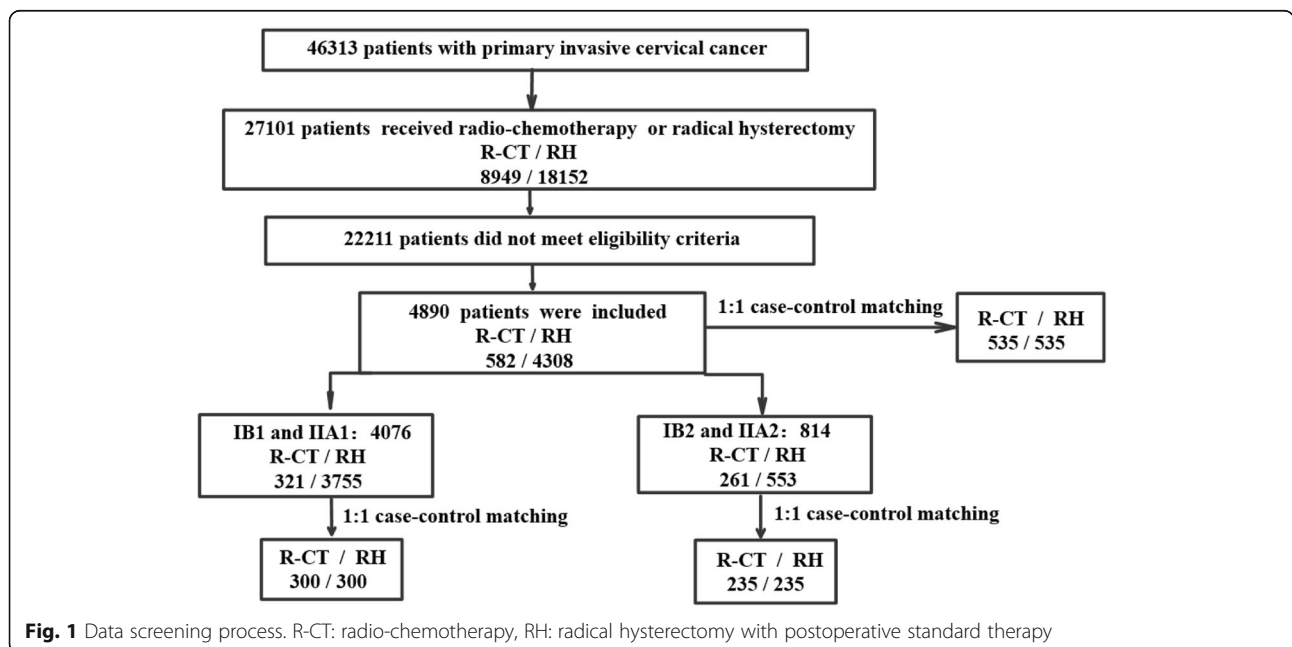 46313 patients with primary invasive cervical cancer
27101 patients received radio-chemotherapy or radical hysterectomy
R-CT / RH
8949 / 18152
22211 patients did not meet eligibility criteria
4890 patients were included
R-CT / RH
582 / 4308
1:1 case-control matching
R-CT / RH
535 / 535
IB1 and IIA1: 4076
R-CT / RH
321 / 3755
IB2 and IIA2: 814
R-CT / RH
261 / 553
1:1 case-control matching
1:1 case-control matching
R-CT / RH
300 / 300
R-CT / RH
235 / 235
Fig. 1 Data screening process. R-CT: radio-chemotherapy, RH: radical hysterectomy with postoperative standard therapy